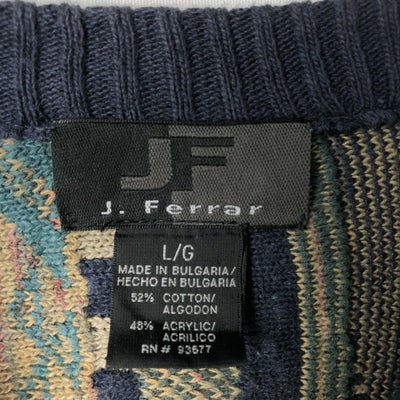 JF
J. Ferrar
L/G
MADE IN BULGARIA/
HECHO EN BULGARIA
52% COTTON/
ALGODON
48% ACRYLIC/
ACRILICO
RN# 93677